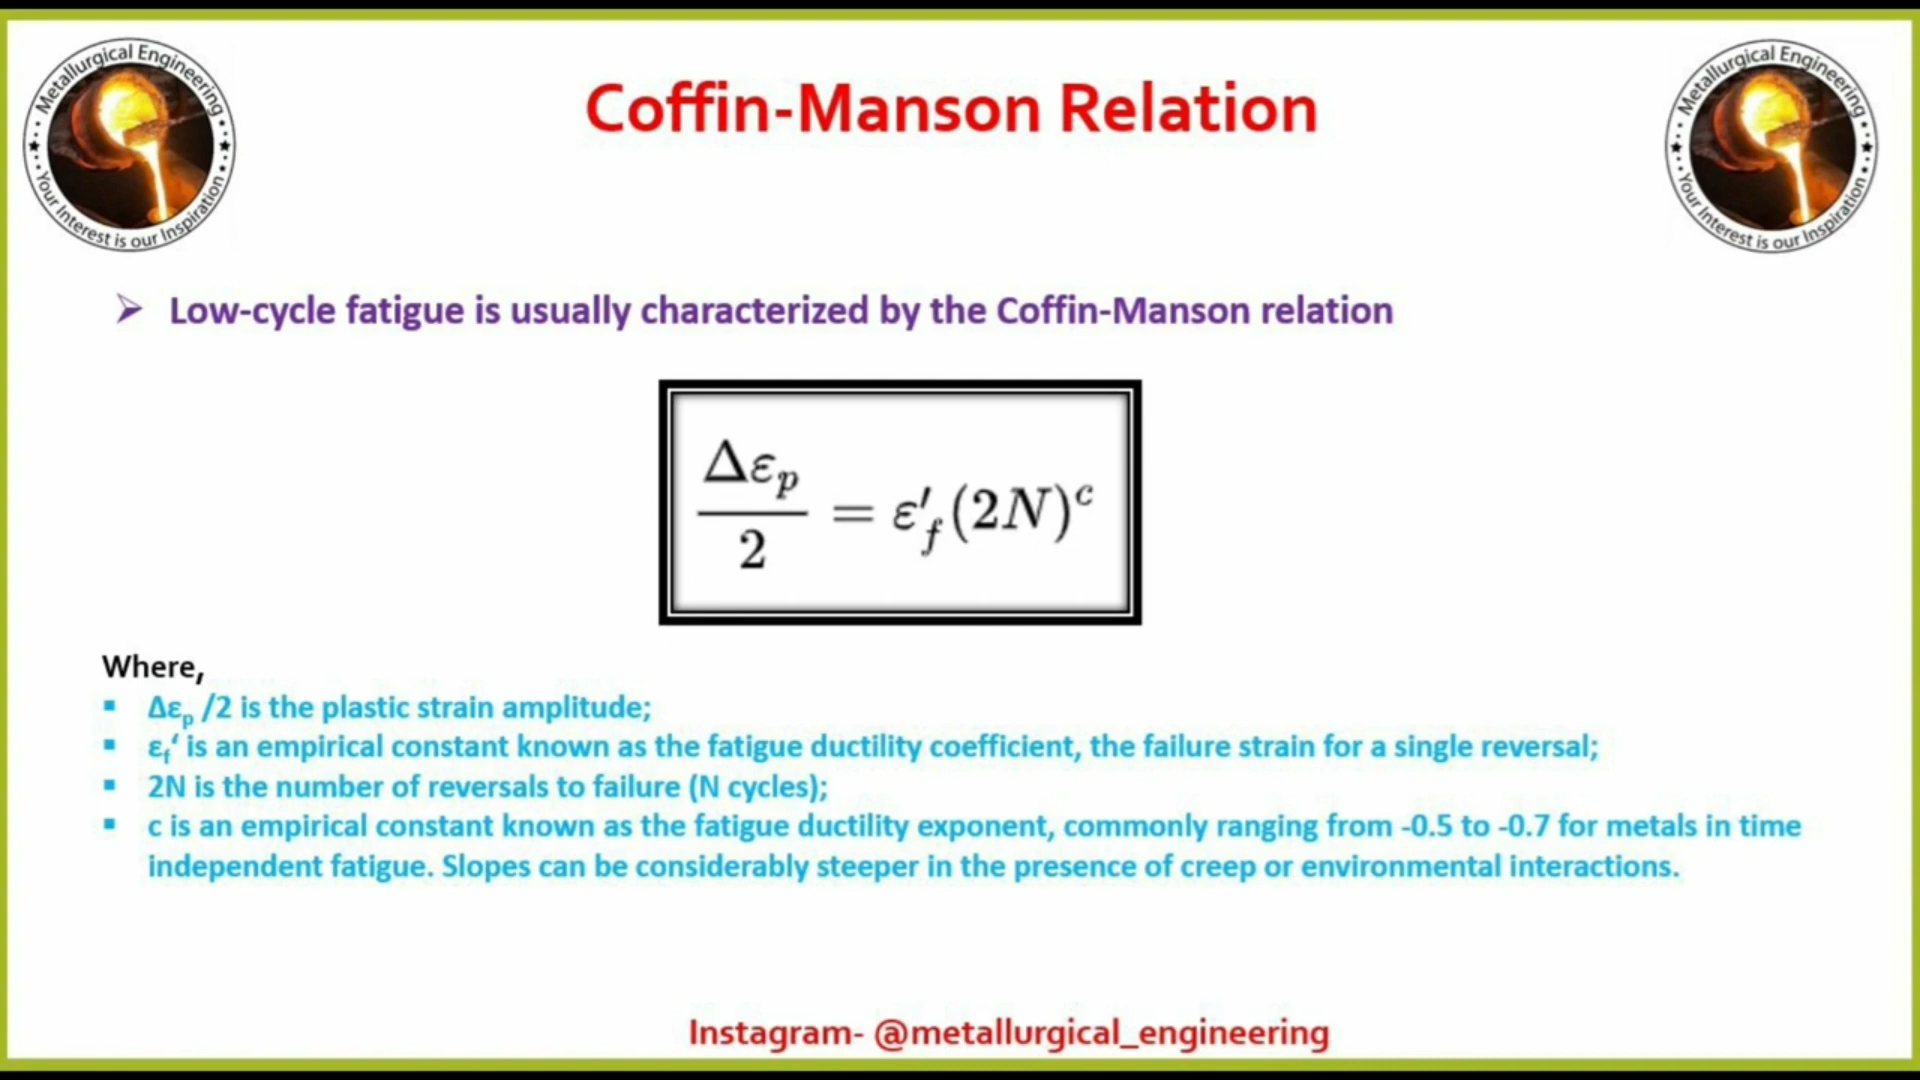 Metallurgical Engineering
Your Interest is our Inspiration
Coffin-Manson Relation
Metallurgical Engineering
Your Interest is our Inspiration
➢ Low-cycle fatigue is usually characterized by the Coffin-Manson relation
Δεₚ/2 = ε′_f (2N)^c
Where,
▪ Δεₚ /2 is the plastic strain amplitude;
▪ ε_f‘ is an empirical constant known as the fatigue ductility coefficient, the failure strain for a single reversal;
▪ 2N is the number of reversals to failure (N cycles);
▪ c is an empirical constant known as the fatigue ductility exponent, commonly ranging from -0.5 to -0.7 for metals in time
independent fatigue. Slopes can be considerably steeper in the presence of creep or environmental interactions.
Instagram- @metallurgical_engineering